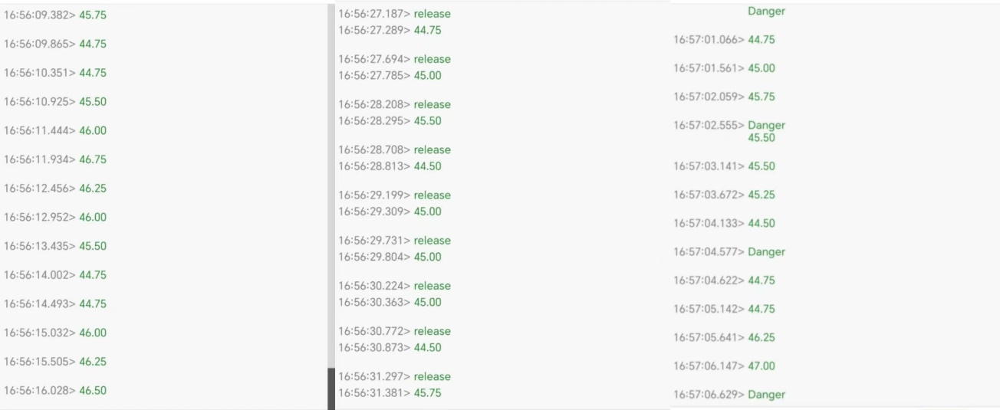 16:56:09.382> 45.75
16:56:09.865> 44.75
16:56:10.351> 44.75
16:56:10.925> 45.50
16:56:11.444> 46.00
16:56:11.934> 46.75
16:56:12.456> 46.25
16:56:12.952> 46.00
16:56:13.435> 45.50
16:56:14.002> 44.75
16:56:14.493> 44.75
16:56:15.032> 46.00
16:56:15.505> 46.25
16:56:16.028> 46.50
16:56:27.187> release
16:56:27.289> 44.75
16:56:27.694> release
16:56:27.785> 45.00
16:56:28.208> release
16:56:28.295> 45.50
16:56:28.708> release
16:56:28.813> 44.50
16:56:29.199> release
16:56:29.309> 45.00
16:56:29.731> release
16:56:29.804> 45.00
16:56:30.224> release
16:56:30.363> 45.00
16:56:30.772> release
16:56:30.873> 44.50
16:56:31.297> release
16:56:31.381> 45.75
Danger
16:57:01.066> 44.75
16:57:01.561> 45.00
16:57:02.059> 45.75
16:57:02.555> Danger
45.50
16:57:03.141> 45.50
16:57:03.672> 45.25
16:57:04.133> 44.50
16:57:04.577> Danger
16:57:04.622> 44.75
16:57:05.142> 44.75
16:57:05.641> 46.25
16:57:06.147> 47.00
16:57:06.629> Danger